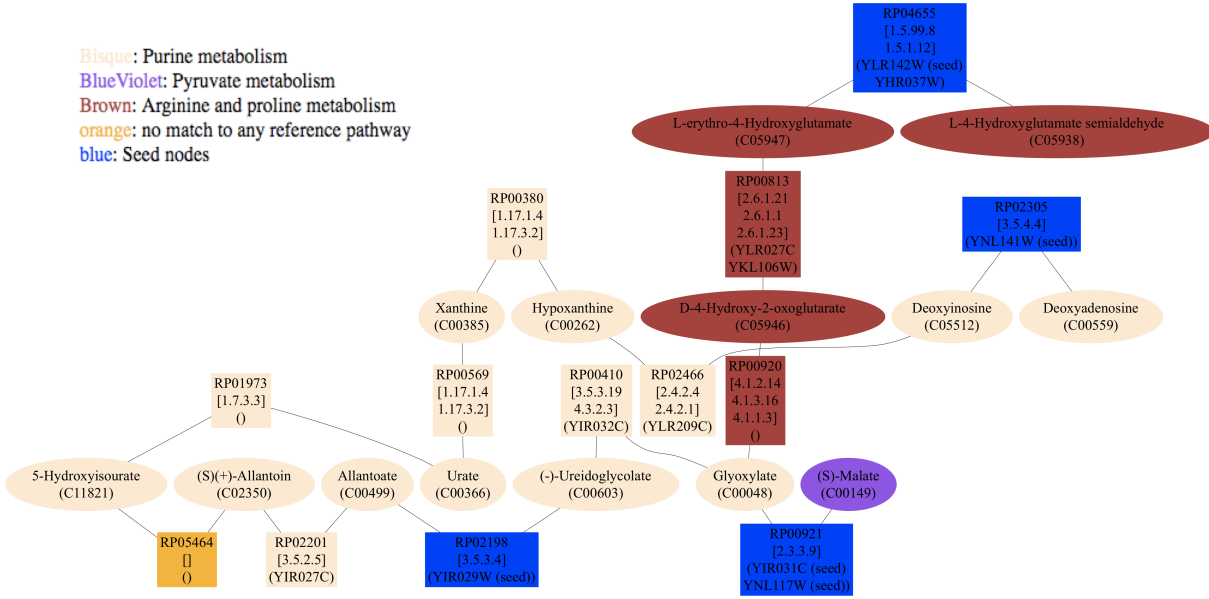 Bisque: Purine metabolism
BlueViolet: Pyruvate metabolism
Brown: Arginine and proline metabolism
orange: no match to any reference pathway
blue: Seed nodes
RP04655
[1.5.99.8
1.5.1.12]
(YLR142W (seed)
YHR037W)
L-erythro-4-Hydroxyglutamate
(C05947)
L-4-Hydroxyglutamate semialdehyde
(C05938)
RP00380
[1.17.1.4
1.17.3.2]
()
RP00813
[2.6.1.21
2.6.1.1
2.6.1.23]
(YLR027C
YKL106W)
RP02305
[3.5.4.4]
(YNL141W (seed))
Xanthine
(C00385)
Hypoxanthine
(C00262)
D-4-Hydroxy-2-oxoglutarate
(C05946)
Deoxyinosine
(C05512)
Deoxyadenosine
(C00559)
RP01973
[1.7.3.3]
()
RP00569
[1.17.1.4
1.17.3.2]
()
RP00410
[3.5.3.19
4.3.2.3]
(YIR032C)
RP02466
[2.4.2.4
2.4.2.1]
(YLR209C)
RP00920
[4.1.2.14
4.1.3.16
4.1.1.3]
()
5-Hydroxyisourate
(C11821)
(S)(+)-Allantoin
(C02350)
Allantoate
(C00499)
Urate
(C00366)
(-)-Ureidoglycolate
(C00603)
Glyoxylate
(C00048)
(S)-Malate
(C00149)
RP05464
[]
()
RP02201
[3.5.2.5]
(YIR027C)
RP02198
[3.5.3.4]
(YIR029W (seed))
RP00921
[2.3.3.9]
(YIR031C (seed)
YNL117W (seed))